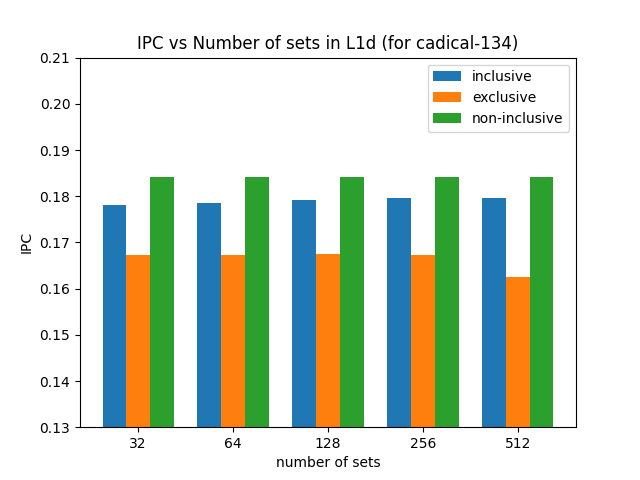 IPC vs Number of sets in L1d (for cadical-134)
inclusive
exclusive
non-inclusive
0.21
0.20
0.19
0.18
0.17
0.16
0.15
0.14
0.13
IPC
32 64 128 256 512
number of sets